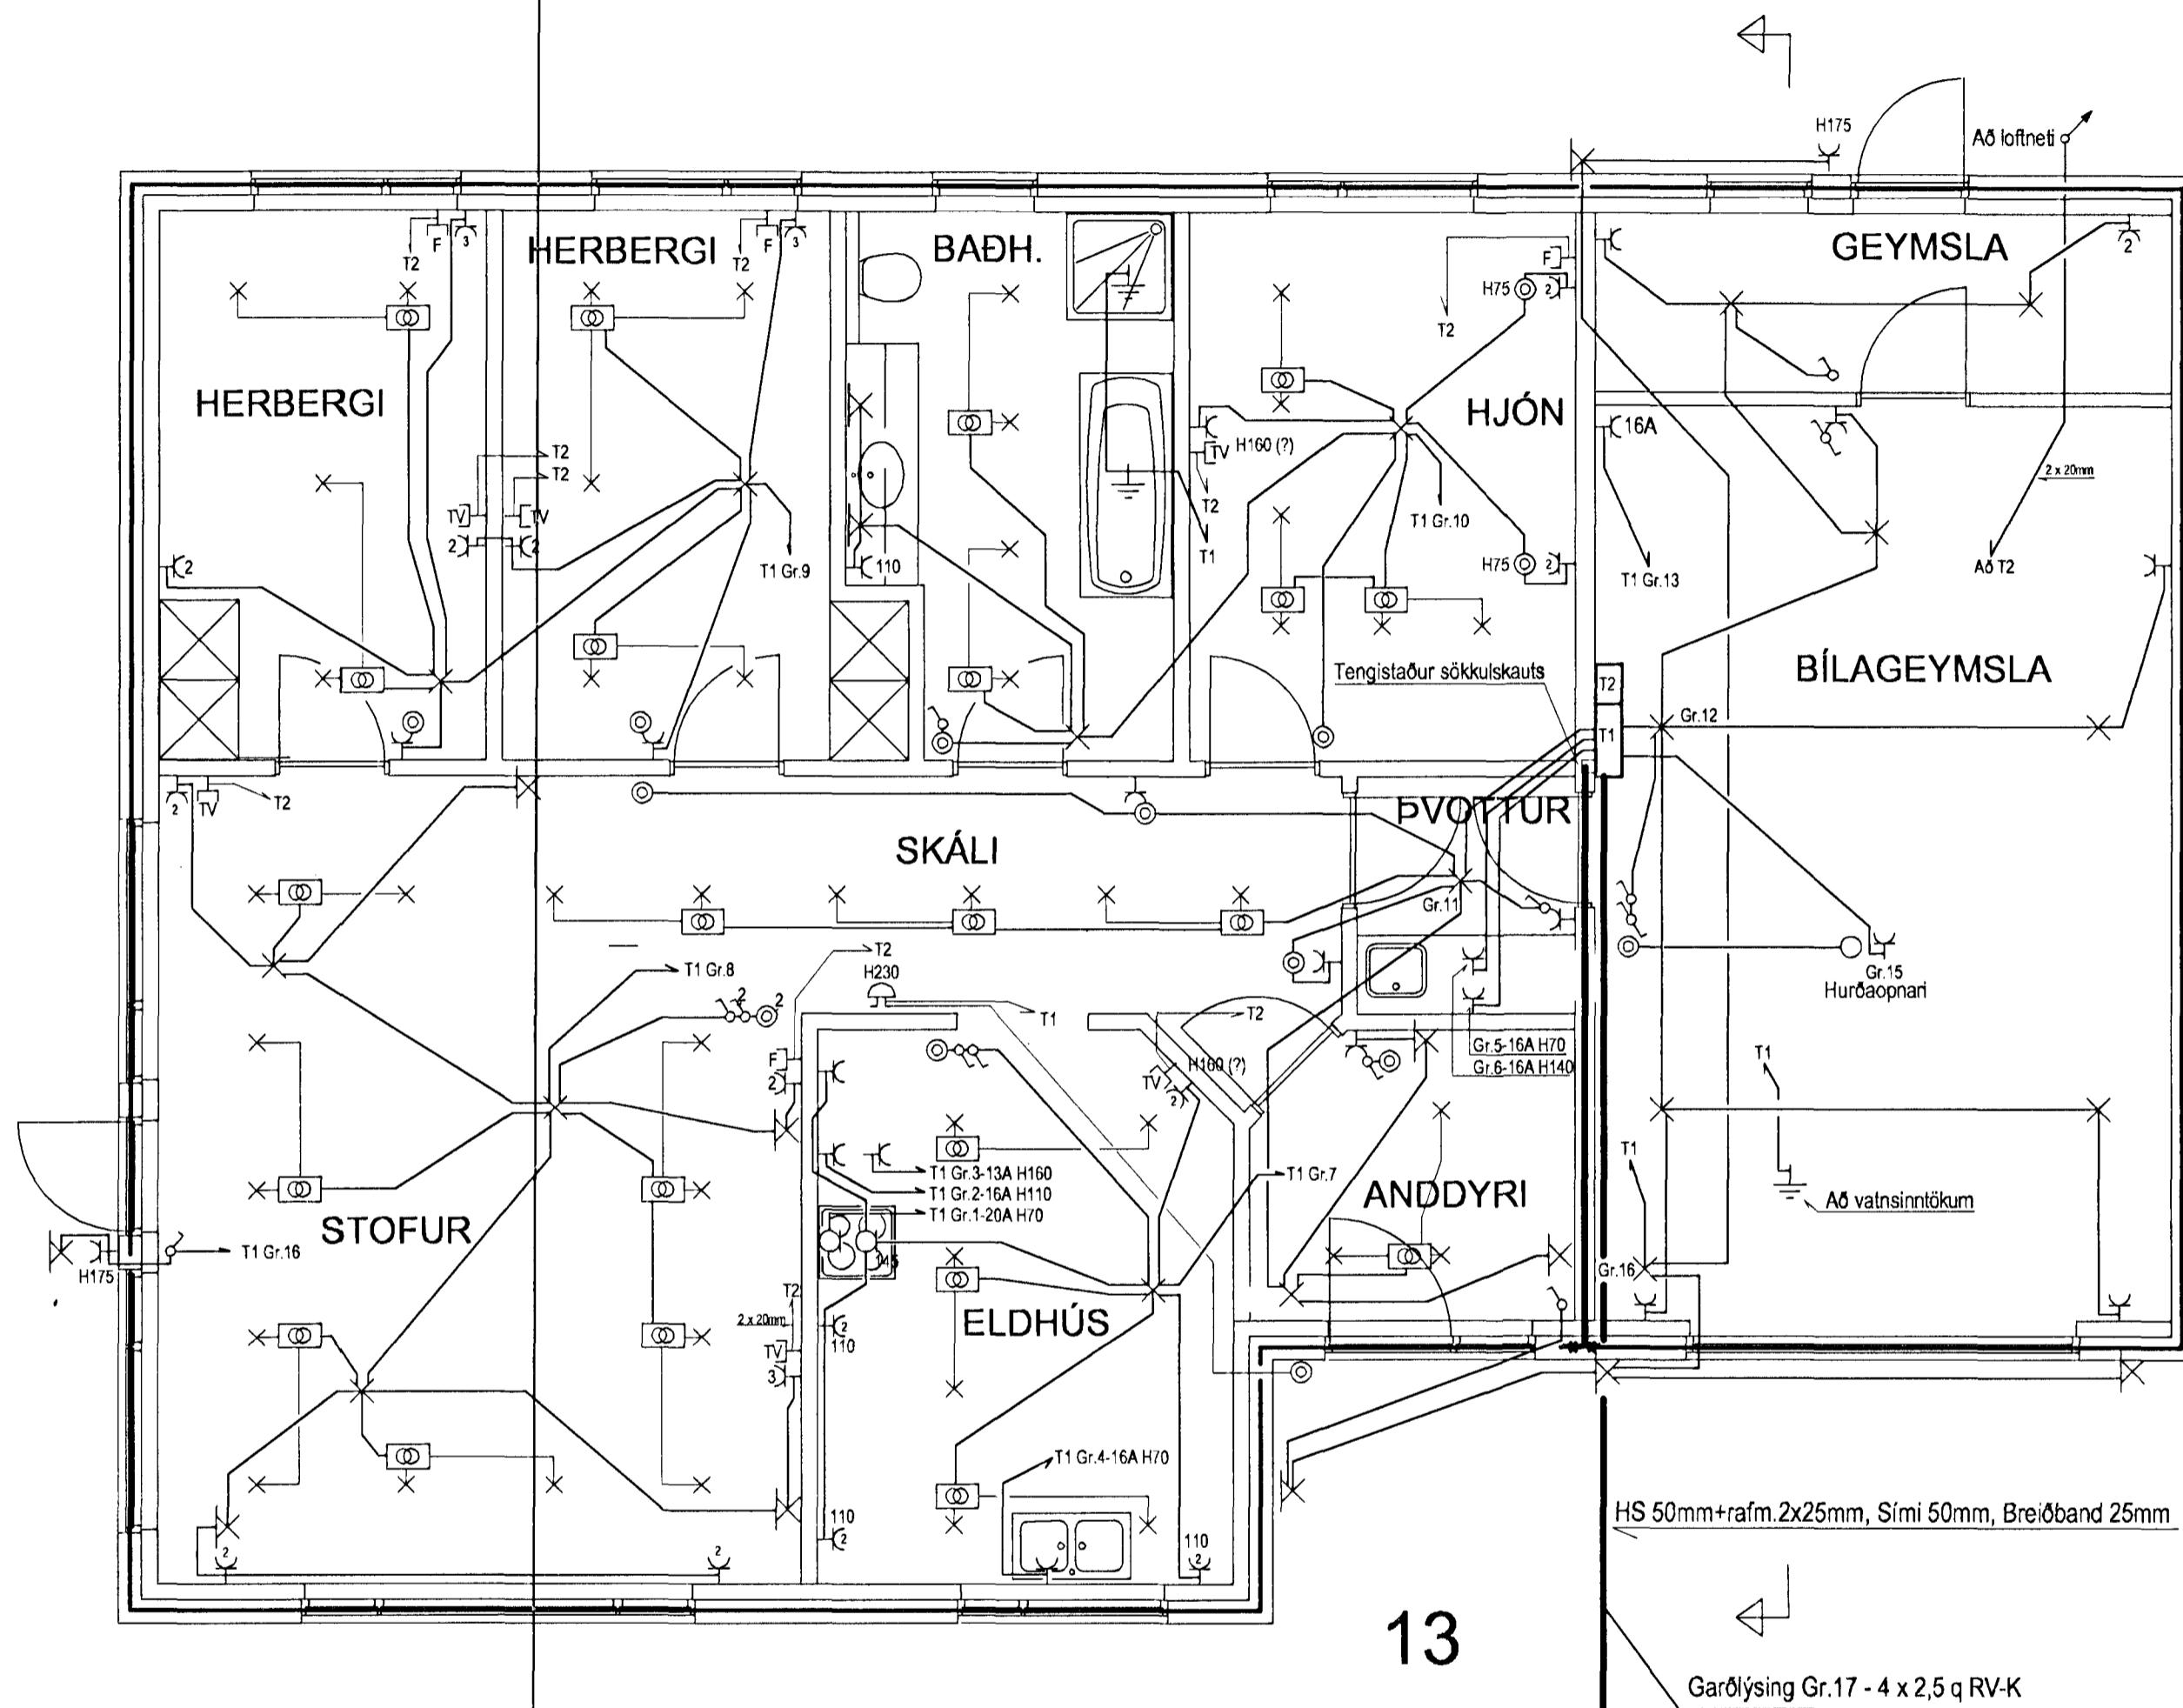 H175
Að loftneti
F
3
F
3
T2
HERBERGI
T2
BAÐH.
F
GEYMSLA
2
H75
2
T2
HERBERGI
HJÓN
16A
T2
T2
H160 (?)
TV
2 x 20mm
TV
TV
T2
T1 Gr.10
2
2
T1
2
T1 Gr.9
110
H75
2
T1 Gr.13
Að T2
Tengistaður sökkulskauts
BÍLAGEYMSLA
T2
Gr.12
T1
2
TV
T2
ÞVOTTUR
SKÁLI
Gr.11
T2
T1 Gr.8
H230
Gr.15
Hurðaopnari
2
2
T1
T2
F
2
H160 (?)
TV
2
Gr.5-16A H70
Gr.6-16A H140
T1
T1 Gr.3-13A H160
T1 Gr.2-16A H110
T1 Gr.1-20A H70
T1 Gr.7
ANDDYRI
T1
Að vatnsinntökum
STOFUR
T1 Gr.16
H175
145
T2
Gr.16
2 x 20mm
2
110
ELDHÚS
TV
3
T1 Gr.4-16A H70
110
2
110
2
2
2
HS 50mm+rafm.2x25mm, Sími 50mm, Breiðband 25mm
13
Garðlýsing Gr.17 - 4 x 2,5 q RV-K